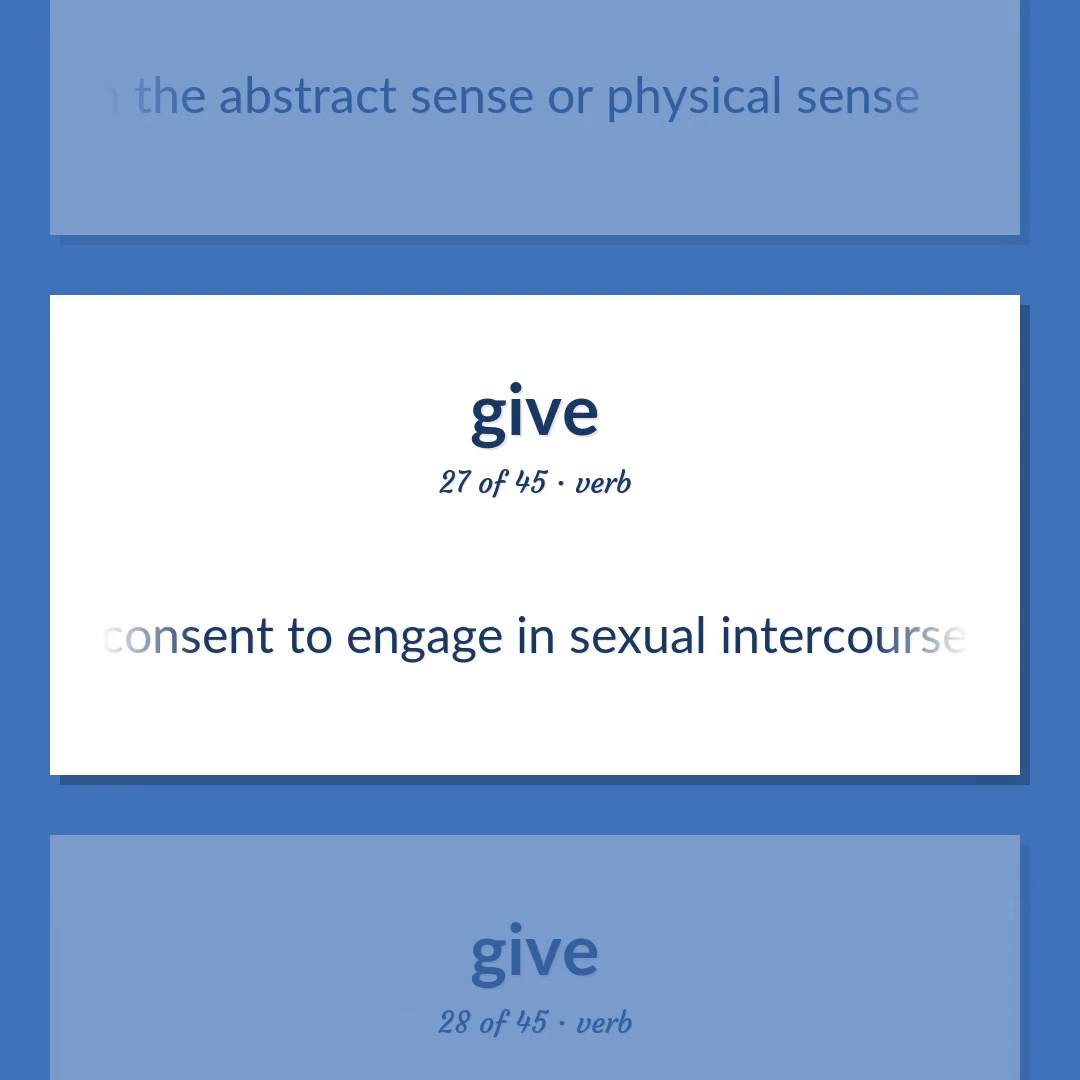 the abstract sense or physical sense
give
27 of 45 · verb
consent to engage in sexual intercourse
give
28 of 45 · verb